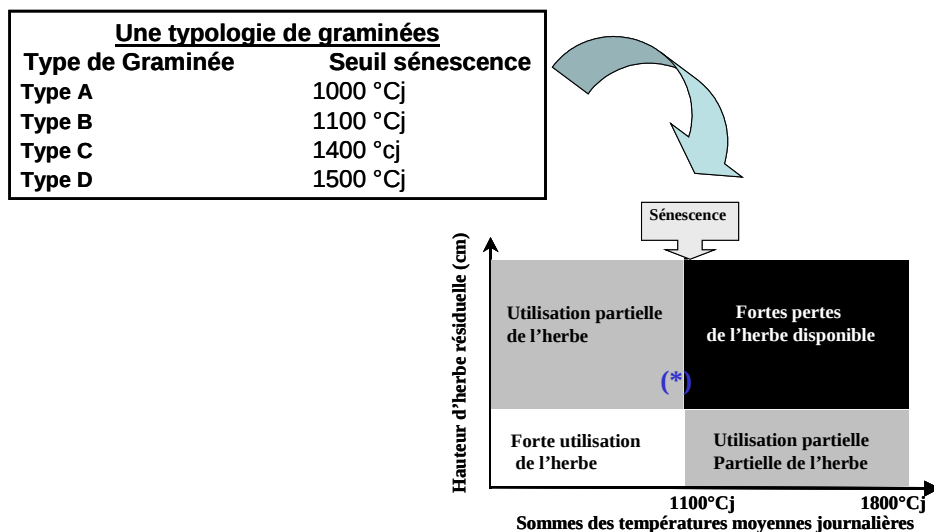 Une typologie de graminées
Type de Graminée Seuil sénescence
Type A 1000 °Cj
Type B 1100 °Cj
Type C 1400 °cj
Type D 1500 °Cj
Sénescence
Hauteur d'herbe résiduelle (cm)
Utilisation partielle
de l'herbe
Fortes pertes
de l'herbe disponible
(*)
Forte utilisation
de l'herbe
Utilisation partielle
Partielle de l'herbe
1100°Cj 1800°Cj
Sommes des températures moyennes journalières